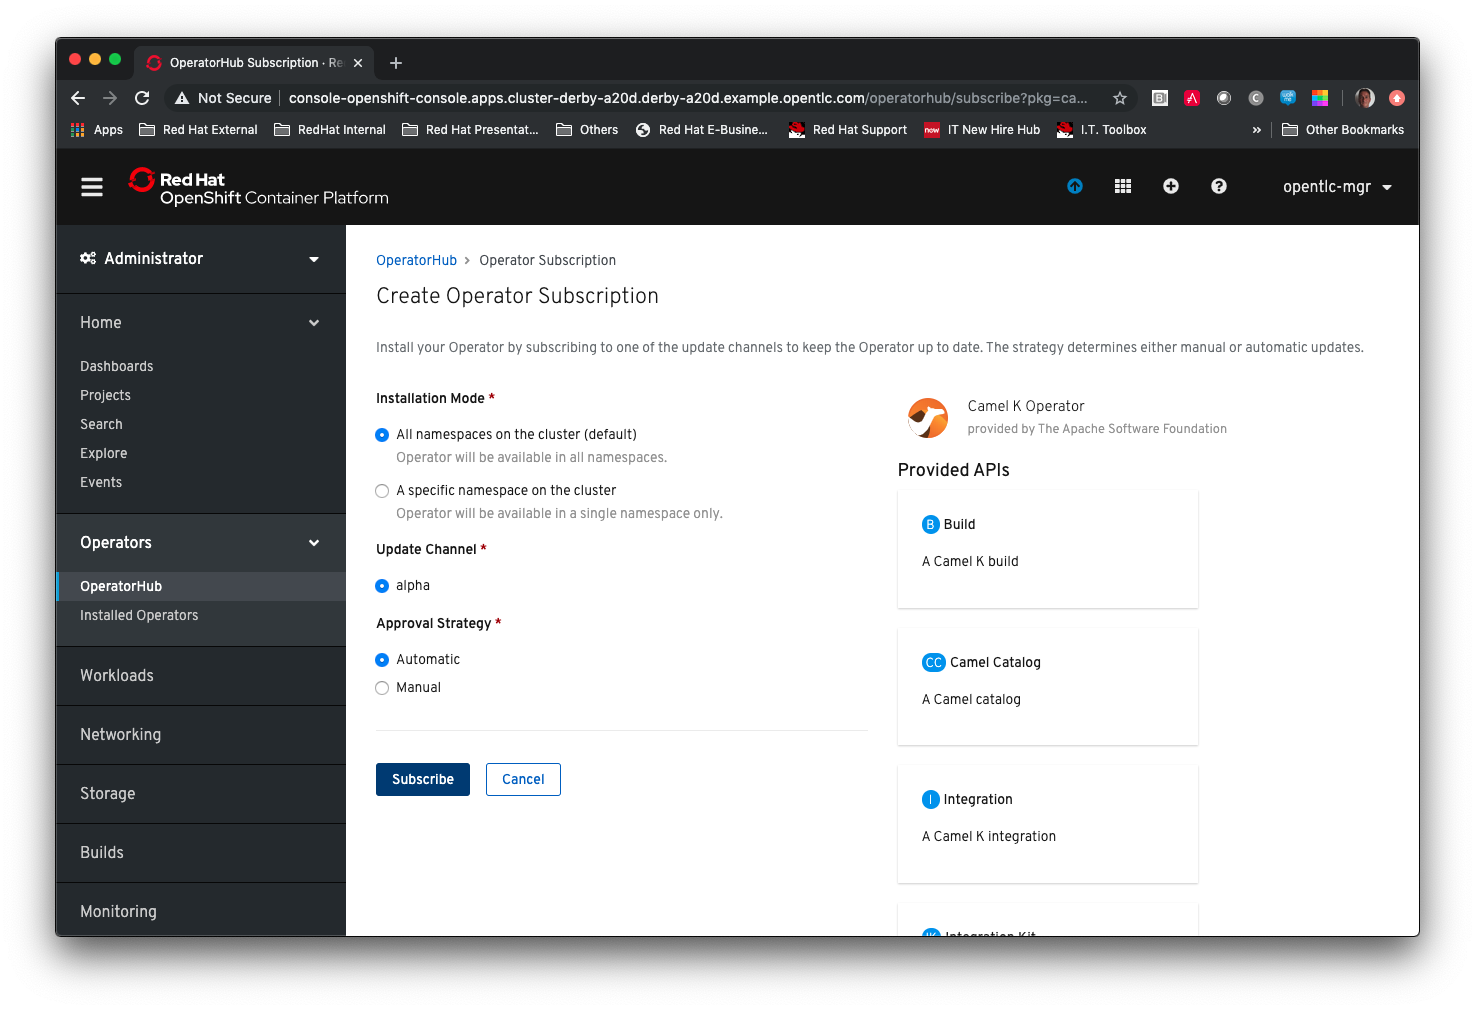 OperatorHub Subscription · Re
Not Secure
console-openshift-console.apps.cluster-derby-a20d.derby-a20d.example.opentlc.com/operatorhub/subscribe?pkg=ca...
Apps
Red Hat External
RedHat Internal
Red Hat Presentat...
Others
Red Hat E-Busine...
Red Hat Support
IT New Hire Hub
I.T. Toolbox
»
Other Bookmarks
Red Hat
OpenShift Container Platform
opentlc-mgr
Administrator
Home
Dashboards
Projects
Search
Explore
Events
Operators
OperatorHub
Installed Operators
Workloads
Networking
Storage
Builds
Monitoring
OperatorHub > Operator Subscription
Create Operator Subscription
Install your Operator by subscribing to one of the update channels to keep the Operator up to date. The strategy determines either manual or automatic updates.
Installation Mode *
All namespaces on the cluster (default)
Operator will be available in all namespaces.
A specific namespace on the cluster
Operator will be available in a single namespace only.
Update Channel *
alpha
Approval Strategy *
Automatic
Manual
Subscribe
Cancel
Camel K Operator
provided by The Apache Software Foundation
Provided APIs
B Build
A Camel K build
CC Camel Catalog
A Camel catalog
I Integration
A Camel K integration
IK Integration Kit